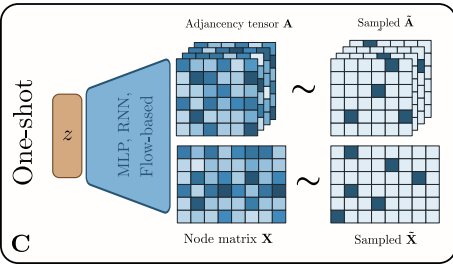 Adjancency tensor A
Sampled Ã
One-shot
z
MLP, RNN,
Flow-based
∼
∼
C
Node matrix X
Sampled X̃